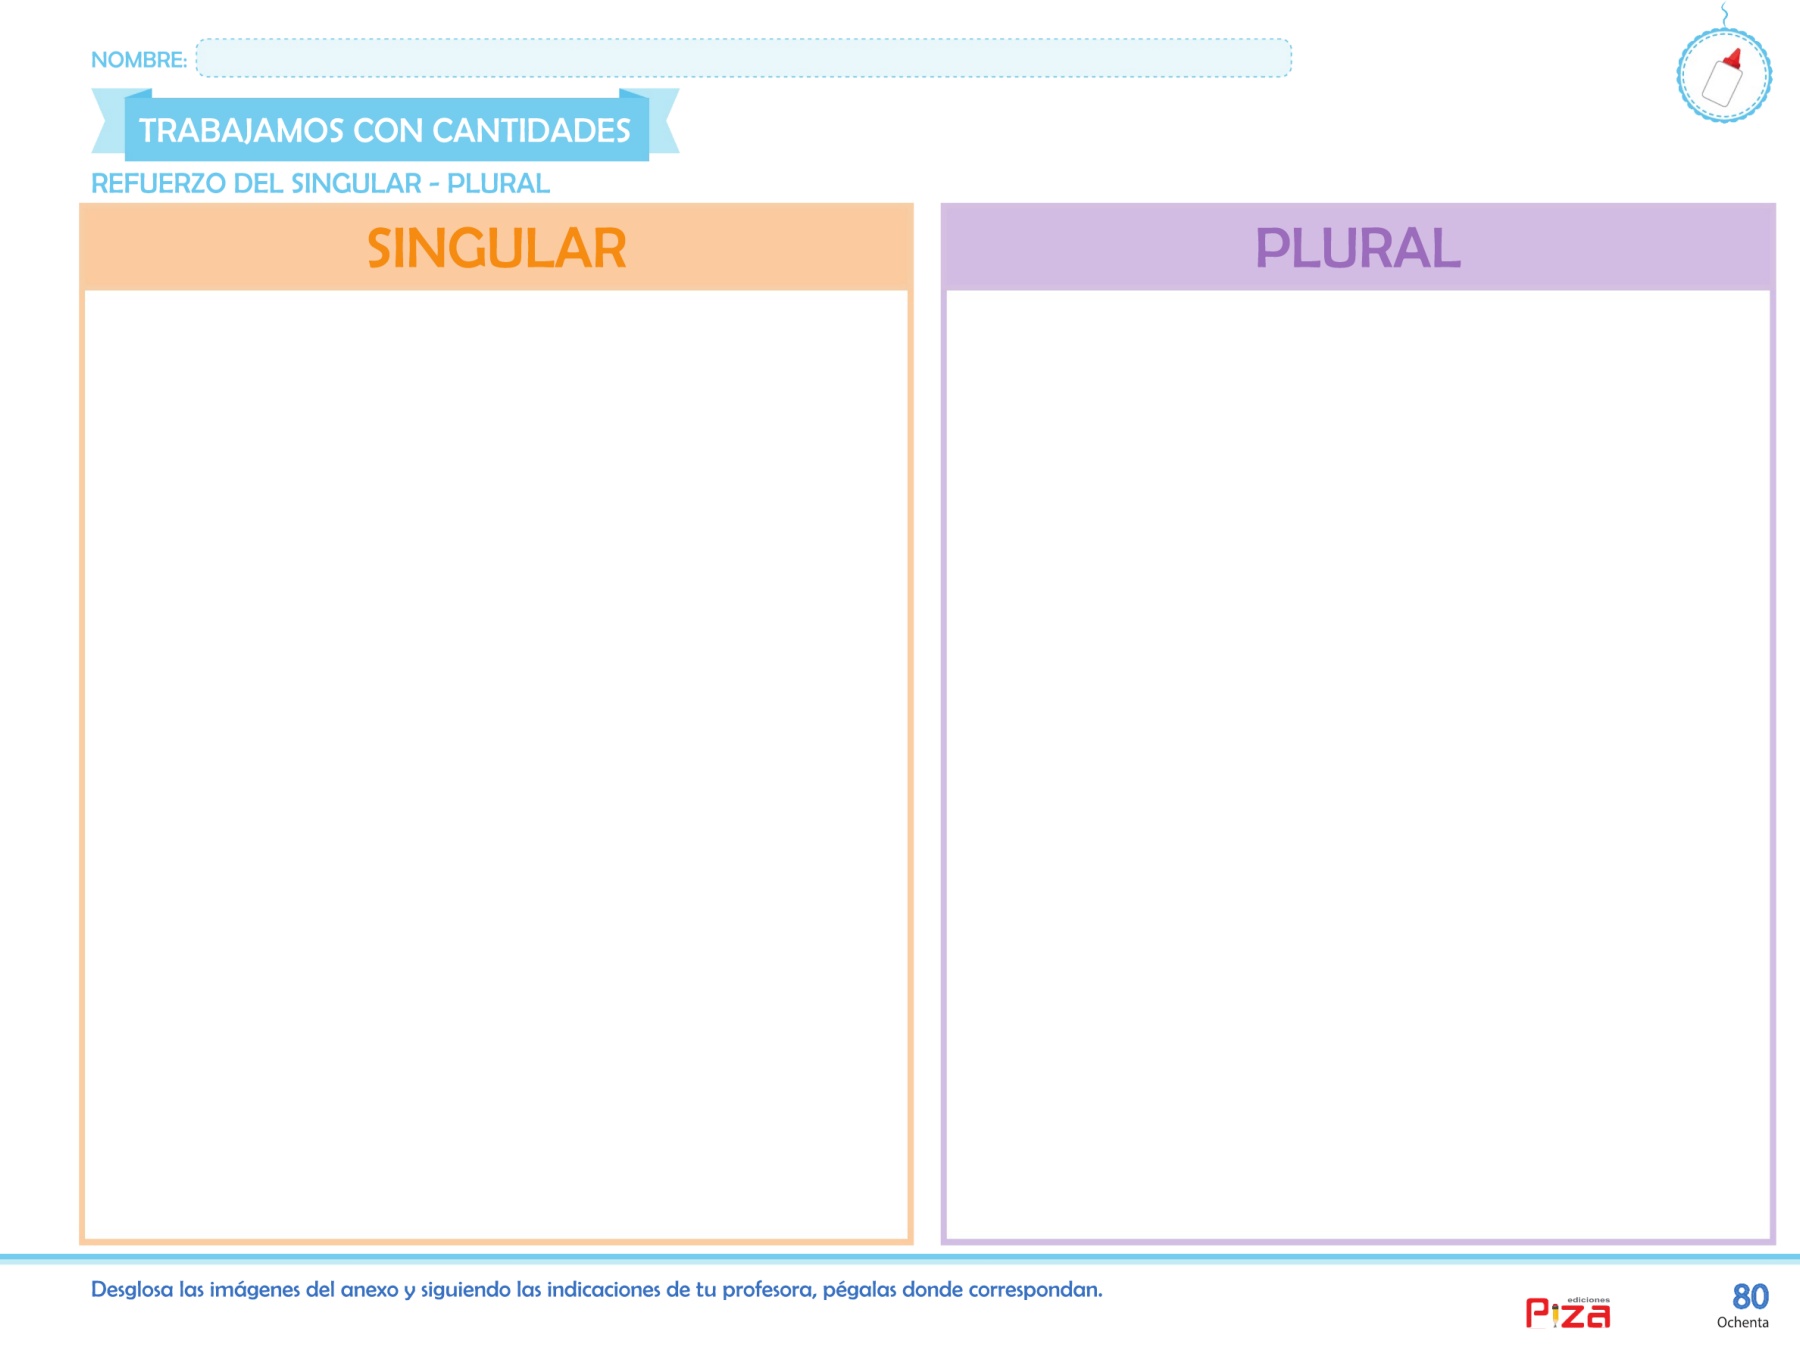 NOMBRE:
TRABAJAMOS CON CANTIDADES
REFUERZO DEL SINGULAR - PLURAL
SINGULAR
PLURAL
Desglosa las imágenes del anexo y siguiendo las indicaciones de tu profesora, pégalas donde correspondan.
ediciones
Piza
80
Ochenta